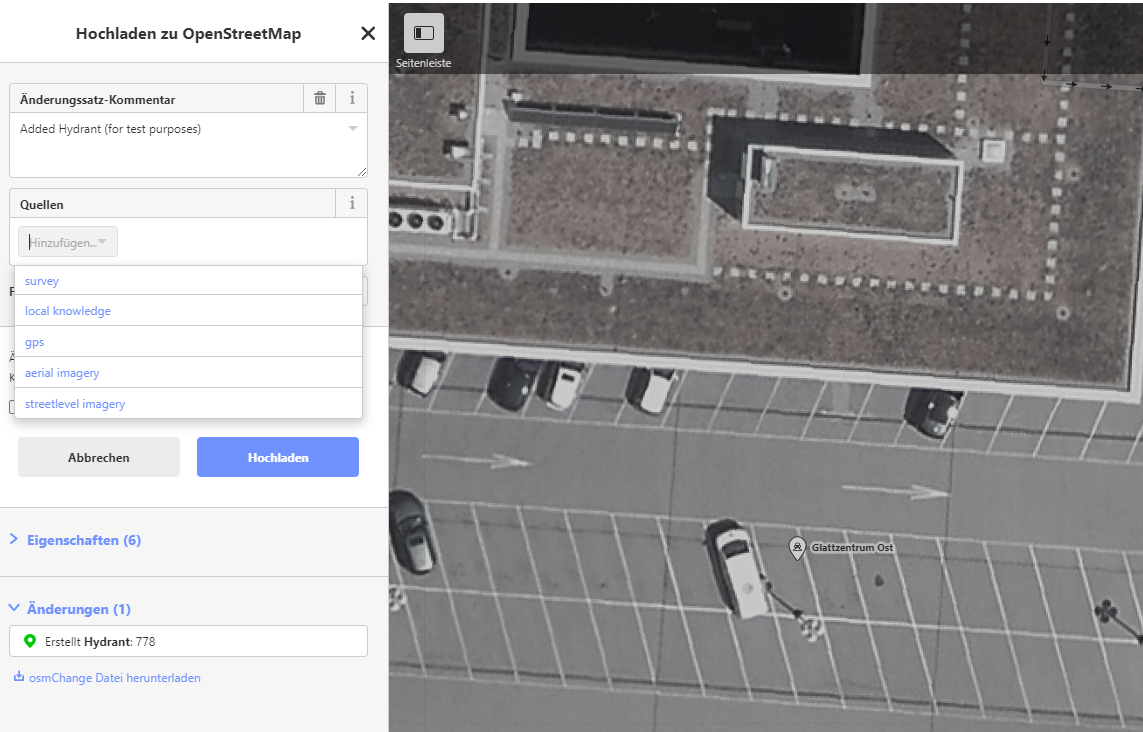 Hochladen zu OpenStreetMap
Seitenleiste
Änderungssatz-Kommentar
Added Hydrant (for test purposes)
Quellen
Hinzufügen..
survey
local knowledge
gps
aerial imagery
streetlevel imagery
Abbrechen
Hochladen
Eigenschaften (6)
Änderungen (1)
Erstellt Hydrant: 778
osmChange Datei herunterladen
Glattzentrum Ost